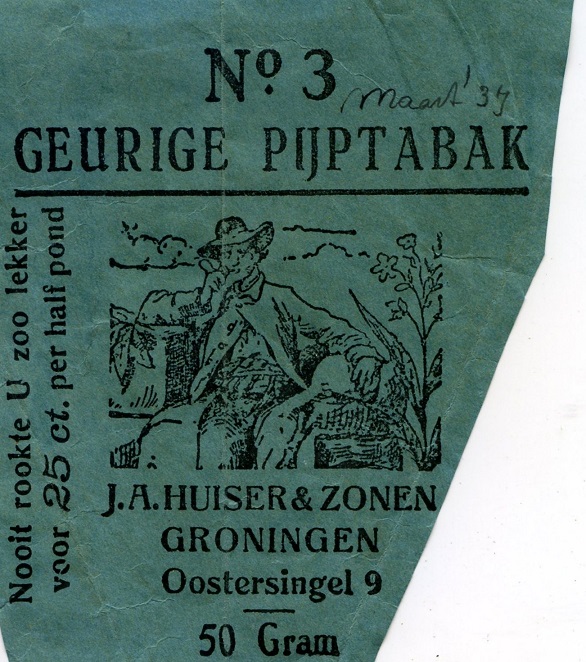 Nº. 3
Maart '37
GEURIGE PIJPTABAK
Nooit rookte U zoo lekker
voor 25 ct. per half pond
J.A. HUISER & ZONEN
GRONINGEN
Oostersingel 9
50 Gram